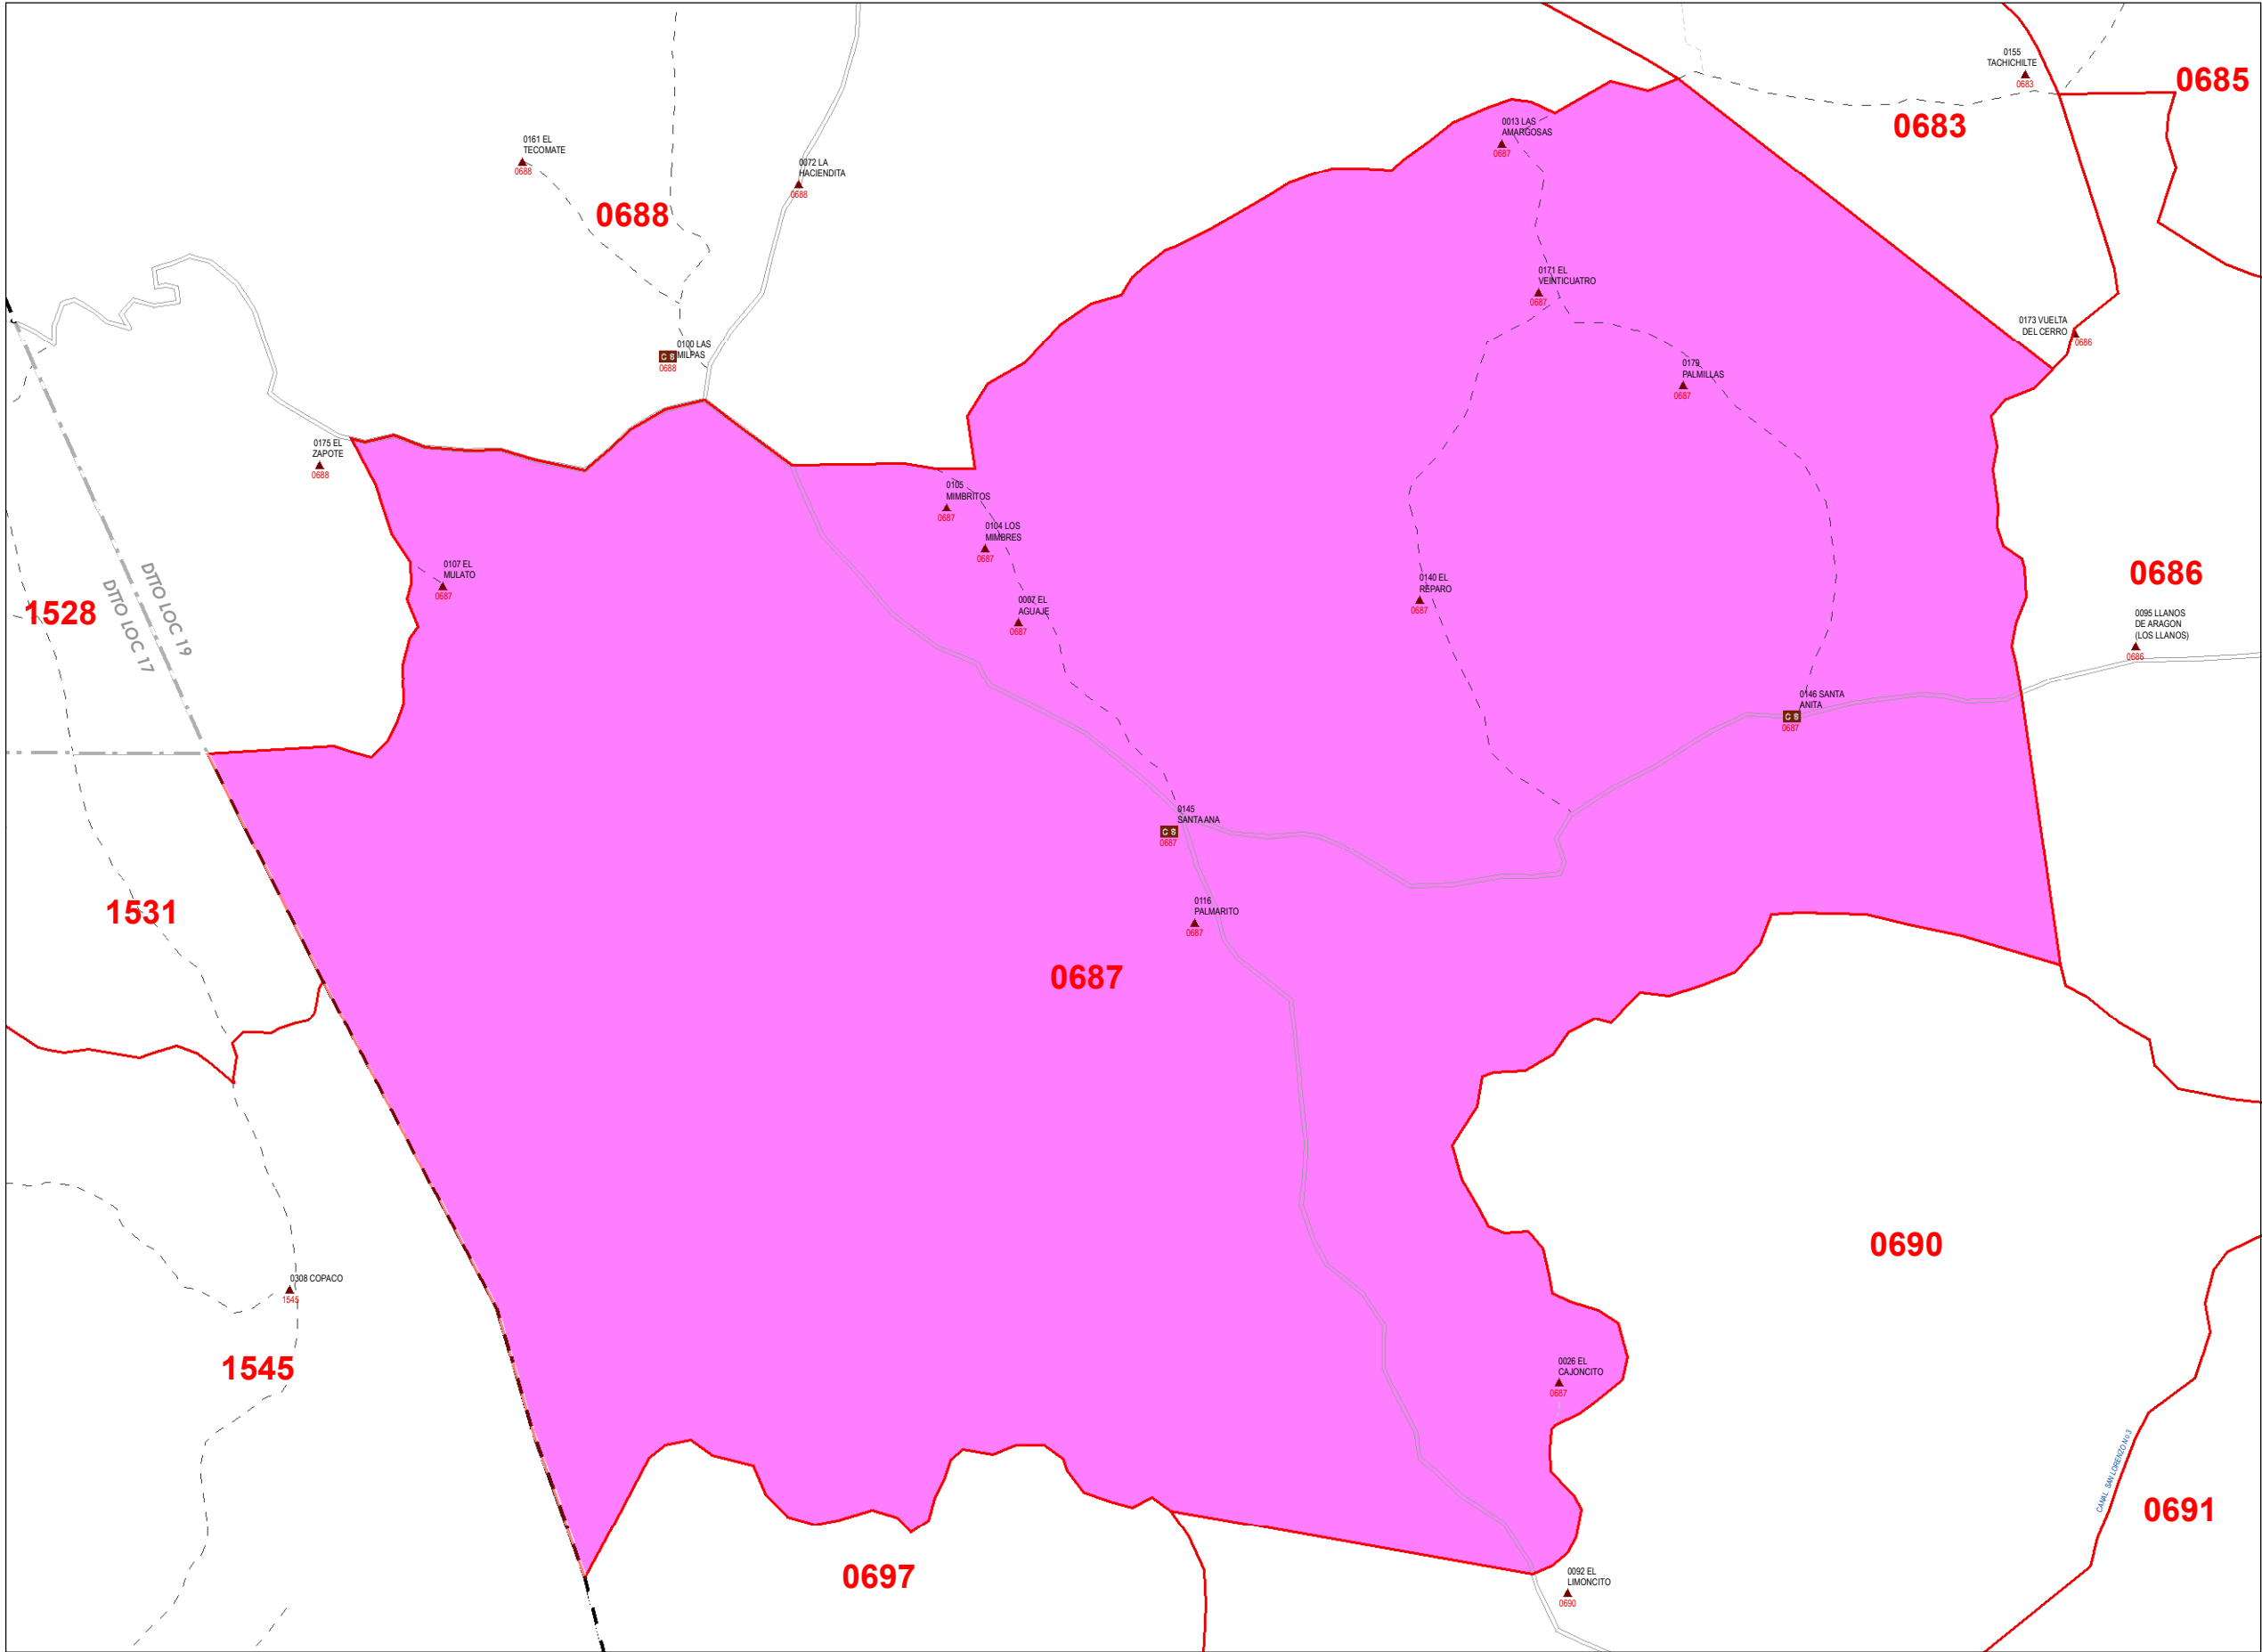 0155
TACHICHILTE
0683
0685
0683
0013 LAS
AMARGOSAS
0687
0161 EL
TECOMATE
0688
0072 LA
HACIENDITA
0688
0688
0171 EL
VEINTICUATRO
0687
0173 VUELTA
DEL CERRO
0686
0100 LAS
MILPAS
C S
0688
0179
PALMILLAS
0687
0175 EL
ZAPOTE
0688
0105
MIMBRITOS
0687
0104 LOS
MIMBRES
0687
0107 EL
MULATO
0687
0007 EL
AGUAJE
0687
0140 EL
REPARO
0687
0686
1528
DTTO LOC 19
DTTO LOC 17
0095 LLANOS
DE ARAGON
(LOS LLANOS)
0686
0146 SANTA
ANITA
C S
0687
0145
SANTA ANA
C S
0687
1531
0116
PALMARITO
0687
0687
0690
0308 COPACO
1545
1545
0026 EL
CAJONCITO
0687
CANAL SAN LORENZO No 3
0691
0697
0092 EL
LIMONCITO
0690